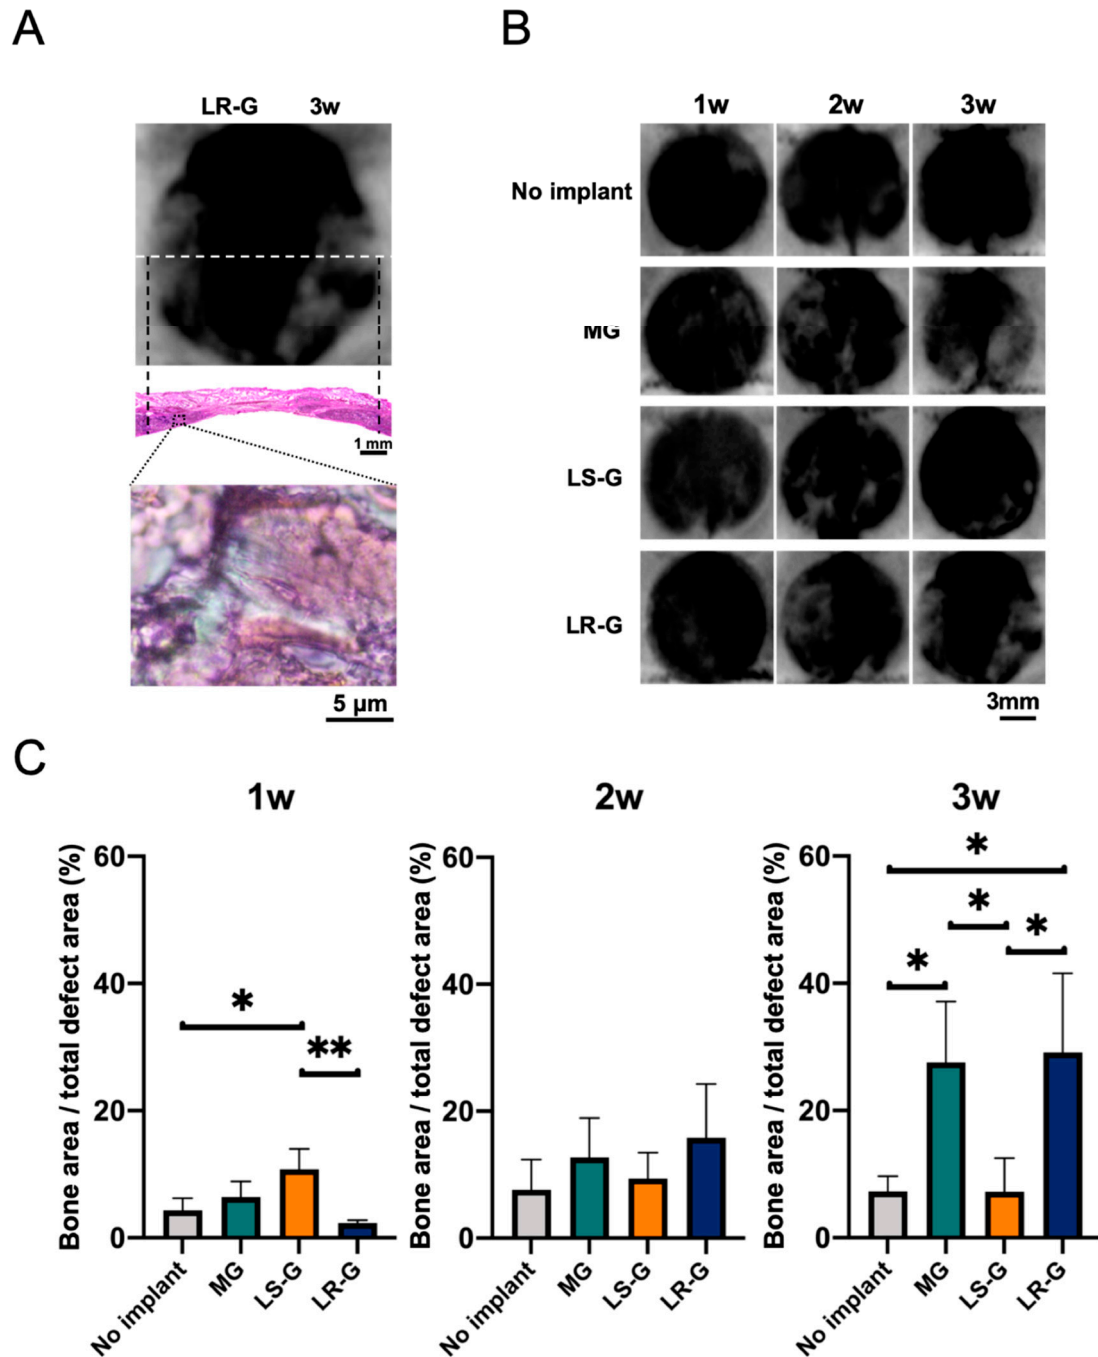 A
LR-G 3w
1 mm
5 µm
B
1w 2w 3w
No implant
MG
LS-G
LR-G
3mm
C
1w
Bone area / total defect area (%)
60
40
20
0
*
**
No implant
MG
LS-G
LR-G
2w
Bone area / total defect area (%)
60
40
20
0
No implant
MG
LS-G
LR-G
3w
Bone area / total defect area (%)
60
40
20
0
*
*
*
*
No implant
MG
LS-G
LR-G